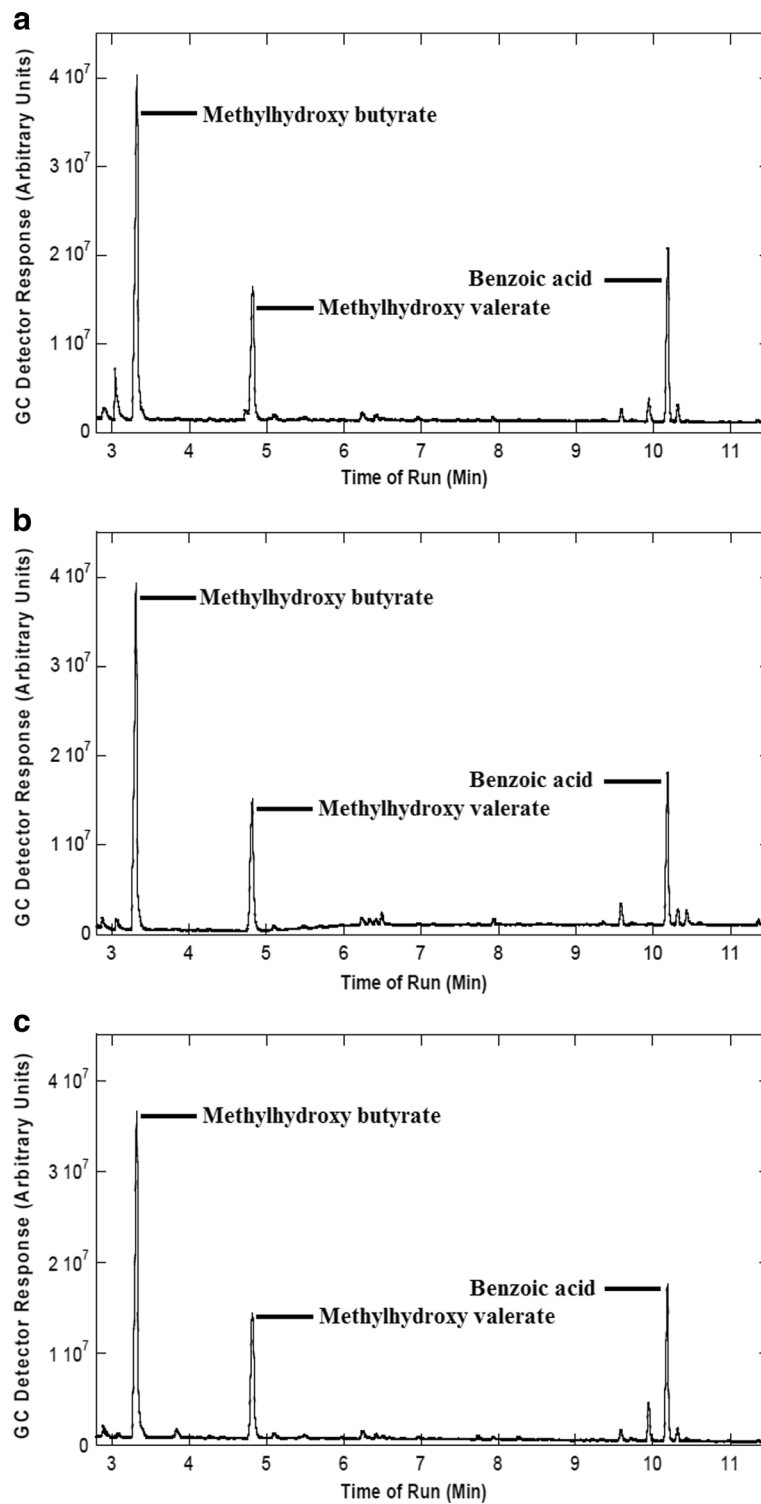 a
GC Detector Response (Arbitrary Units)
4 10⁷
3 10⁷
2 10⁷
1 10⁷
0
Methylhydroxy butyrate
Benzoic acid
Methylhydroxy valerate
3 4 5 6 7 8 9 10 11
Time of Run (Min)
b
GC Detector Response (Arbitrary Units)
4 10⁷
3 10⁷
2 10⁷
1 10⁷
0
Methylhydroxy butyrate
Benzoic acid
Methylhydroxy valerate
3 4 5 6 7 8 9 10 11
Time of Run (Min)
c
GC Detector Response (Arbitrary Units)
4 10⁷
3 10⁷
2 10⁷
1 10⁷
0
Methylhydroxy butyrate
Benzoic acid
Methylhydroxy valerate
3 4 5 6 7 8 9 10 11
Time of Run (Min)